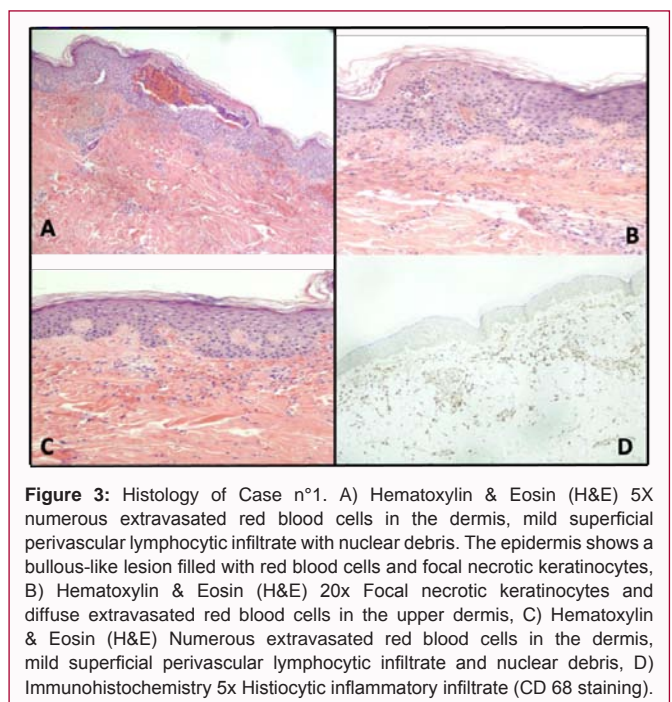 A
B
C
D
Figure 3: Histology of Case n°1. A) Hematoxylin & Eosin (H&E) 5X
numerous extravasated red blood cells in the dermis, mild superficial
perivascular lymphocytic infiltrate with nuclear debris. The epidermis shows a
bullous-like lesion filled with red blood cells and focal necrotic keratinocytes,
B) Hematoxylin & Eosin (H&E) 20x Focal necrotic keratinocytes and
diffuse extravasated red blood cells in the upper dermis, C) Hematoxylin
& Eosin (H&E) Numerous extravasated red blood cells in the dermis,
mild superficial perivascular lymphocytic infiltrate and nuclear debris, D)
Immunohistochemistry 5x Histiocytic inflammatory infiltrate (CD 68 staining).